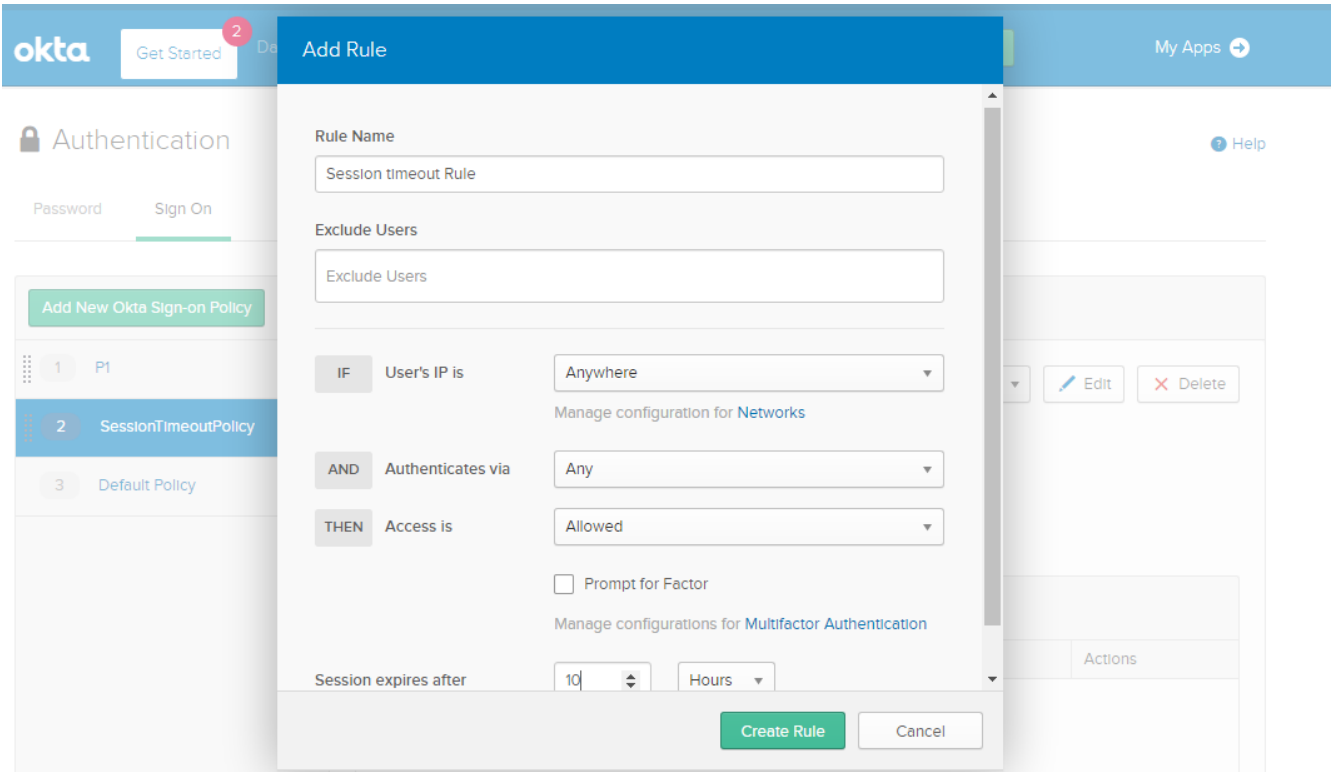 okta
Get Started
2
Da
My Apps
Add Rule
Authentication
Help
Password
Sign On
Rule Name
Session timeout Rule
Exclude Users
Exclude Users
Add New Okta Sign-on Policy
1 P1
2 SessionTimeoutPolicy
3 Default Policy
IF User's IP is Anywhere
Manage configuration for Networks
Edit
Delete
AND Authenticates via Any
THEN Access is Allowed
Prompt for Factor
Manage configurations for Multifactor Authentication
Actions
Session expires after 10 Hours
Create Rule
Cancel